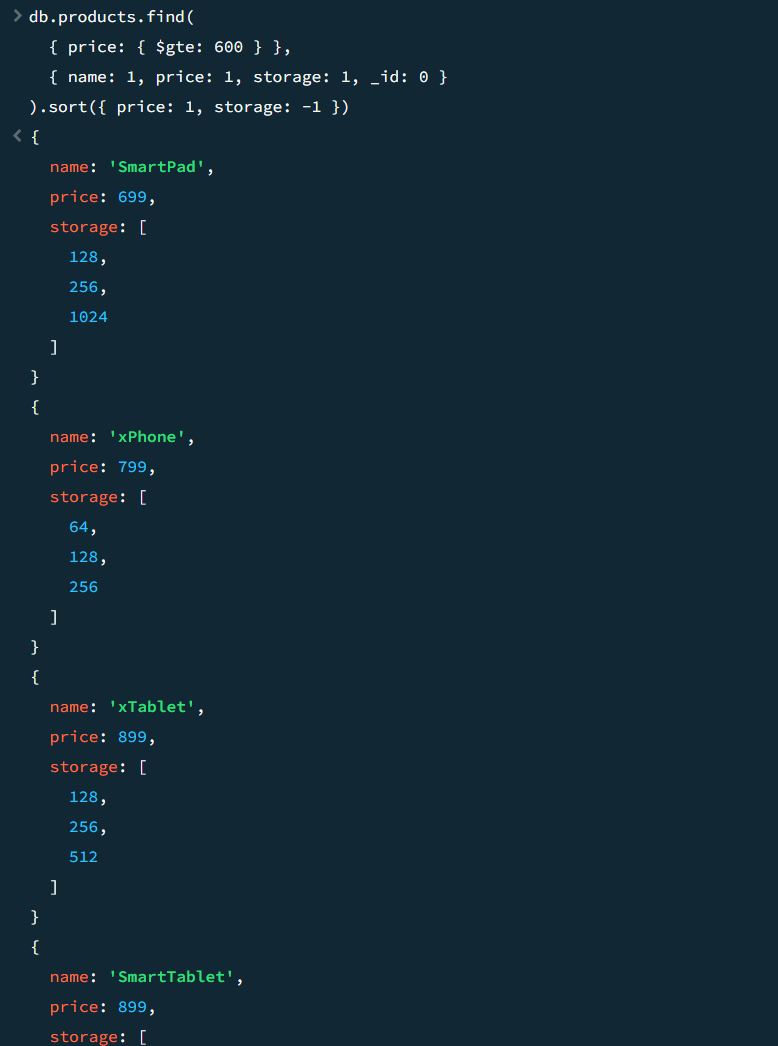 > db.products.find(
{ price: { $gte: 600 } },
{ name: 1, price: 1, storage: 1, _id: 0 }
).sort({ price: 1, storage: -1 })
< {
name: 'SmartPad',
price: 699,
storage: [
128,
256,
1024
]
}
{
name: 'xPhone',
price: 799,
storage: [
64,
128,
256
]
}
{
name: 'xTablet',
price: 899,
storage: [
128,
256,
512
]
}
{
name: 'SmartTablet',
price: 899,
storage: [